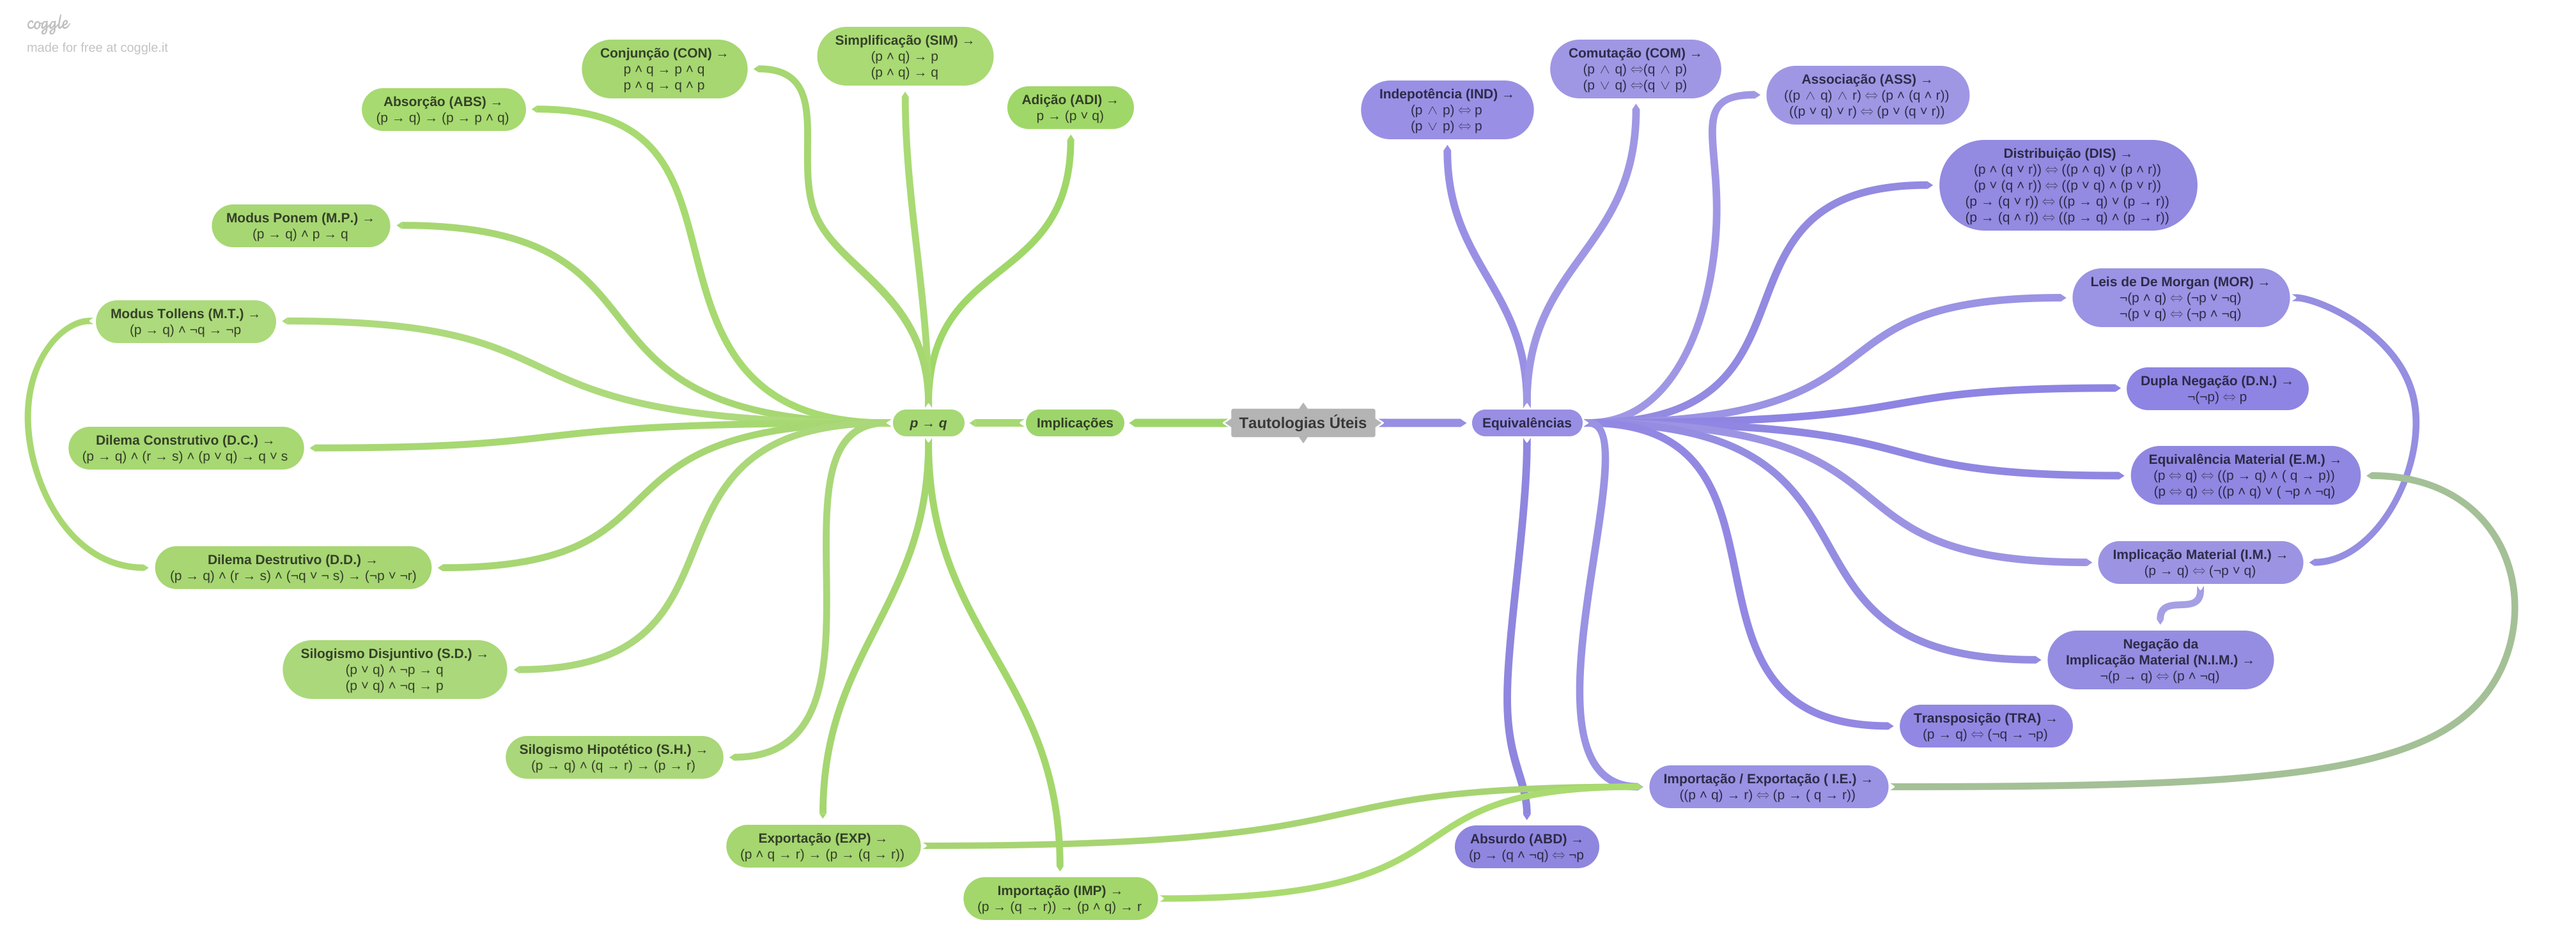 coggle
made for free at coggle.it
Simplificação (SIM) →
(p ∧ q) → p
(p ∧ q) → q
Conjunção (CON) →
p ∧ q → p ∧ q
p ∧ q → q ∧ p
Adição (ADI) →
p → (p ∨ q)
Absorção (ABS) →
(p → q) → (p → p ∧ q)
Modus Ponem (M.P.) →
(p → q) ∧ p → q
Modus Tollens (M.T.) →
(p → q) ∧ ¬q → ¬p
Dilema Construtivo (D.C.) →
(p → q) ∧ (r → s) ∧ (p ∨ q) → q ∨ s
Dilema Destrutivo (D.D.) →
(p → q) ∧ (r → s) ∧ (¬q ∨ ¬ s) → (¬p ∨ ¬r)
Silogismo Disjuntivo (S.D.) →
(p ∨ q) ∧ ¬p → q
(p ∨ q) ∧ ¬q → p
Silogismo Hipotético (S.H.) →
(p → q) ∧ (q → r) → (p → r)
Exportação (EXP) →
(p ∧ q → r) → (p → (q → r))
Importação (IMP) →
(p → (q → r)) → (p ∧ q) → r
p → q
Implicações
Tautologias Úteis
Equivalências
Indepotência (IND) →
(p ∧ p) ⇔ p
(p ∨ p) ⇔ p
Comutação (COM) →
(p ∧ q) ⇔(q ∧ p)
(p ∨ q) ⇔(q ∨ p)
Associação (ASS) →
((p ∧ q) ∧ r) ⇔ (p ∧ (q ∧ r))
((p ∨ q) ∨ r) ⇔ (p ∨ (q ∨ r))
Distribuição (DIS) →
(p ∧ (q ∨ r)) ⇔ ((p ∧ q) ∨ (p ∧ r))
(p ∨ (q ∧ r)) ⇔ ((p ∨ q) ∧ (p ∨ r))
(p → (q ∨ r)) ⇔ ((p → q) ∨ (p → r))
(p → (q ∧ r)) ⇔ ((p → q) ∧ (p → r))
Leis de De Morgan (MOR) →
¬(p ∧ q) ⇔ (¬p ∨ ¬q)
¬(p ∨ q) ⇔ (¬p ∧ ¬q)
Dupla Negação (D.N.) →
¬(¬p) ⇔ p
Equivalência Material (E.M.) →
(p ⇔ q) ⇔ ((p → q) ∧ ( q → p))
(p ⇔ q) ⇔ ((p ∧ q) ∨ ( ¬p ∧ ¬q)
Implicação Material (I.M.) →
(p → q) ⇔ (¬p ∨ q)
Negação da
Implicação Material (N.I.M.) →
¬(p → q) ⇔ (p ∧ ¬q)
Transposição (TRA) →
(p → q) ⇔ (¬q → ¬p)
Importação / Exportação ( I.E.) →
((p ∧ q) → r) ⇔ (p → ( q → r))
Absurdo (ABD) →
(p → (q ∧ ¬q) ⇔ ¬p